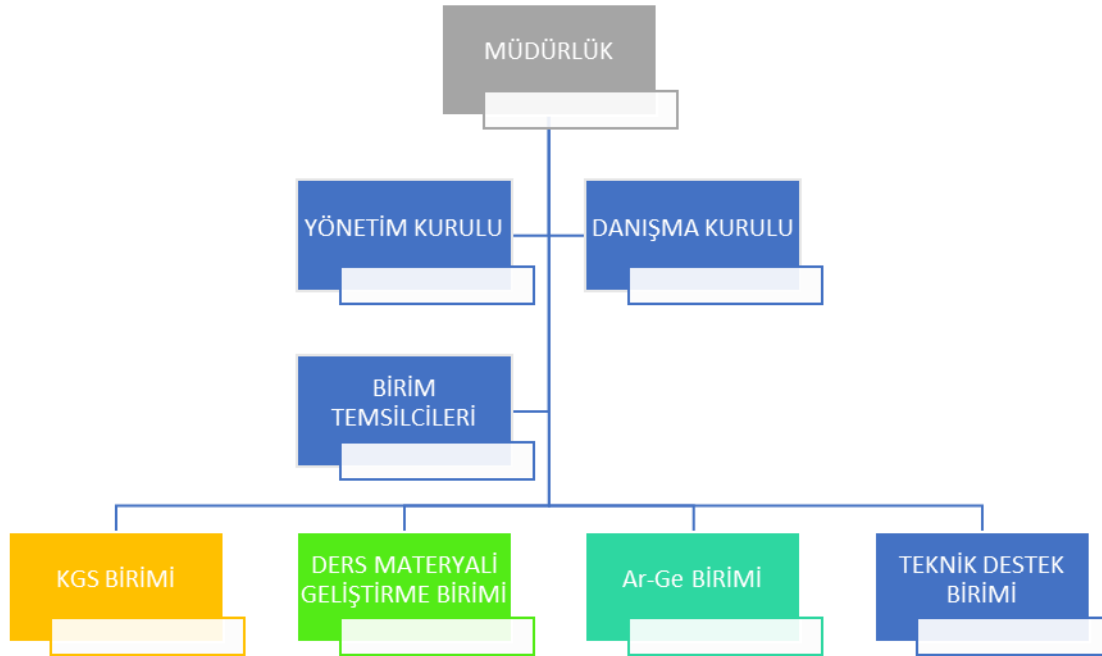 MÜDÜRLÜK
YÖNETİM KURULU
DANIŞMA KURULU
BİRİM
TEMSİLCİLERİ
KGS BİRİMİ
DERS MATERYALİ
GELİŞTİRME BİRİMİ
Ar-Ge BİRİMİ
TEKNİK DESTEK
BİRİMİ